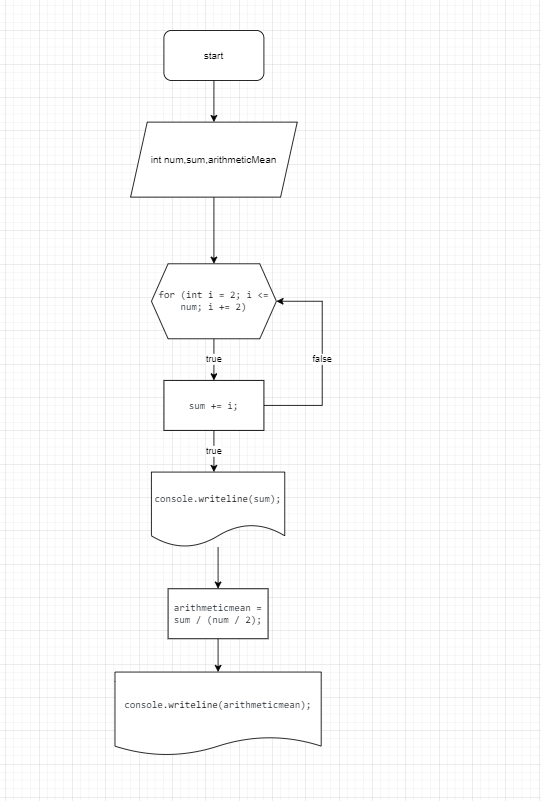 start
int num,sum,arithmeticMean
for (int i = 2; i <=
num; i += 2)
true
false
sum += i;
true
console.writeline(sum);
arithmeticmean =
sum / (num / 2);
console.writeline(arithmeticmean);